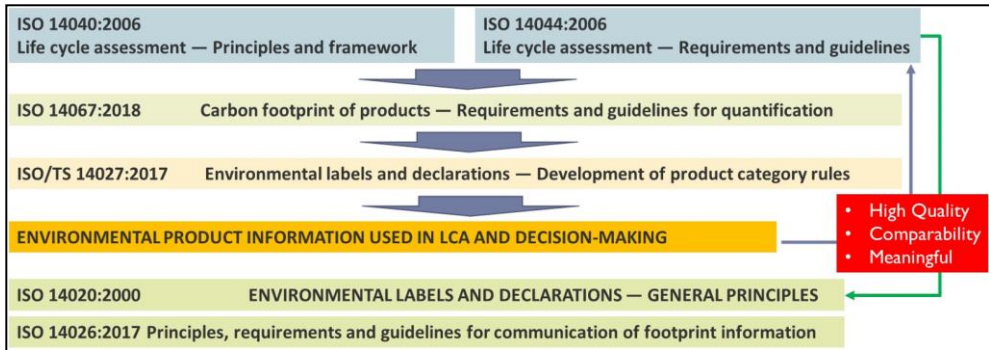 ISO 14040:2006
Life cycle assessment — Principles and framework
ISO 14044:2006
Life cycle assessment — Requirements and guidelines
ISO 14067:2018 Carbon footprint of products — Requirements and guidelines for quantification
ISO/TS 14027:2017 Environmental labels and declarations — Development of product category rules
ENVIRONMENTAL PRODUCT INFORMATION USED IN LCA AND DECISION-MAKING
• High Quality
• Comparability
• Meaningful
ISO 14020:2000 ENVIRONMENTAL LABELS AND DECLARATIONS — GENERAL PRINCIPLES
ISO 14026:2017 Principles, requirements and guidelines for communication of footprint information